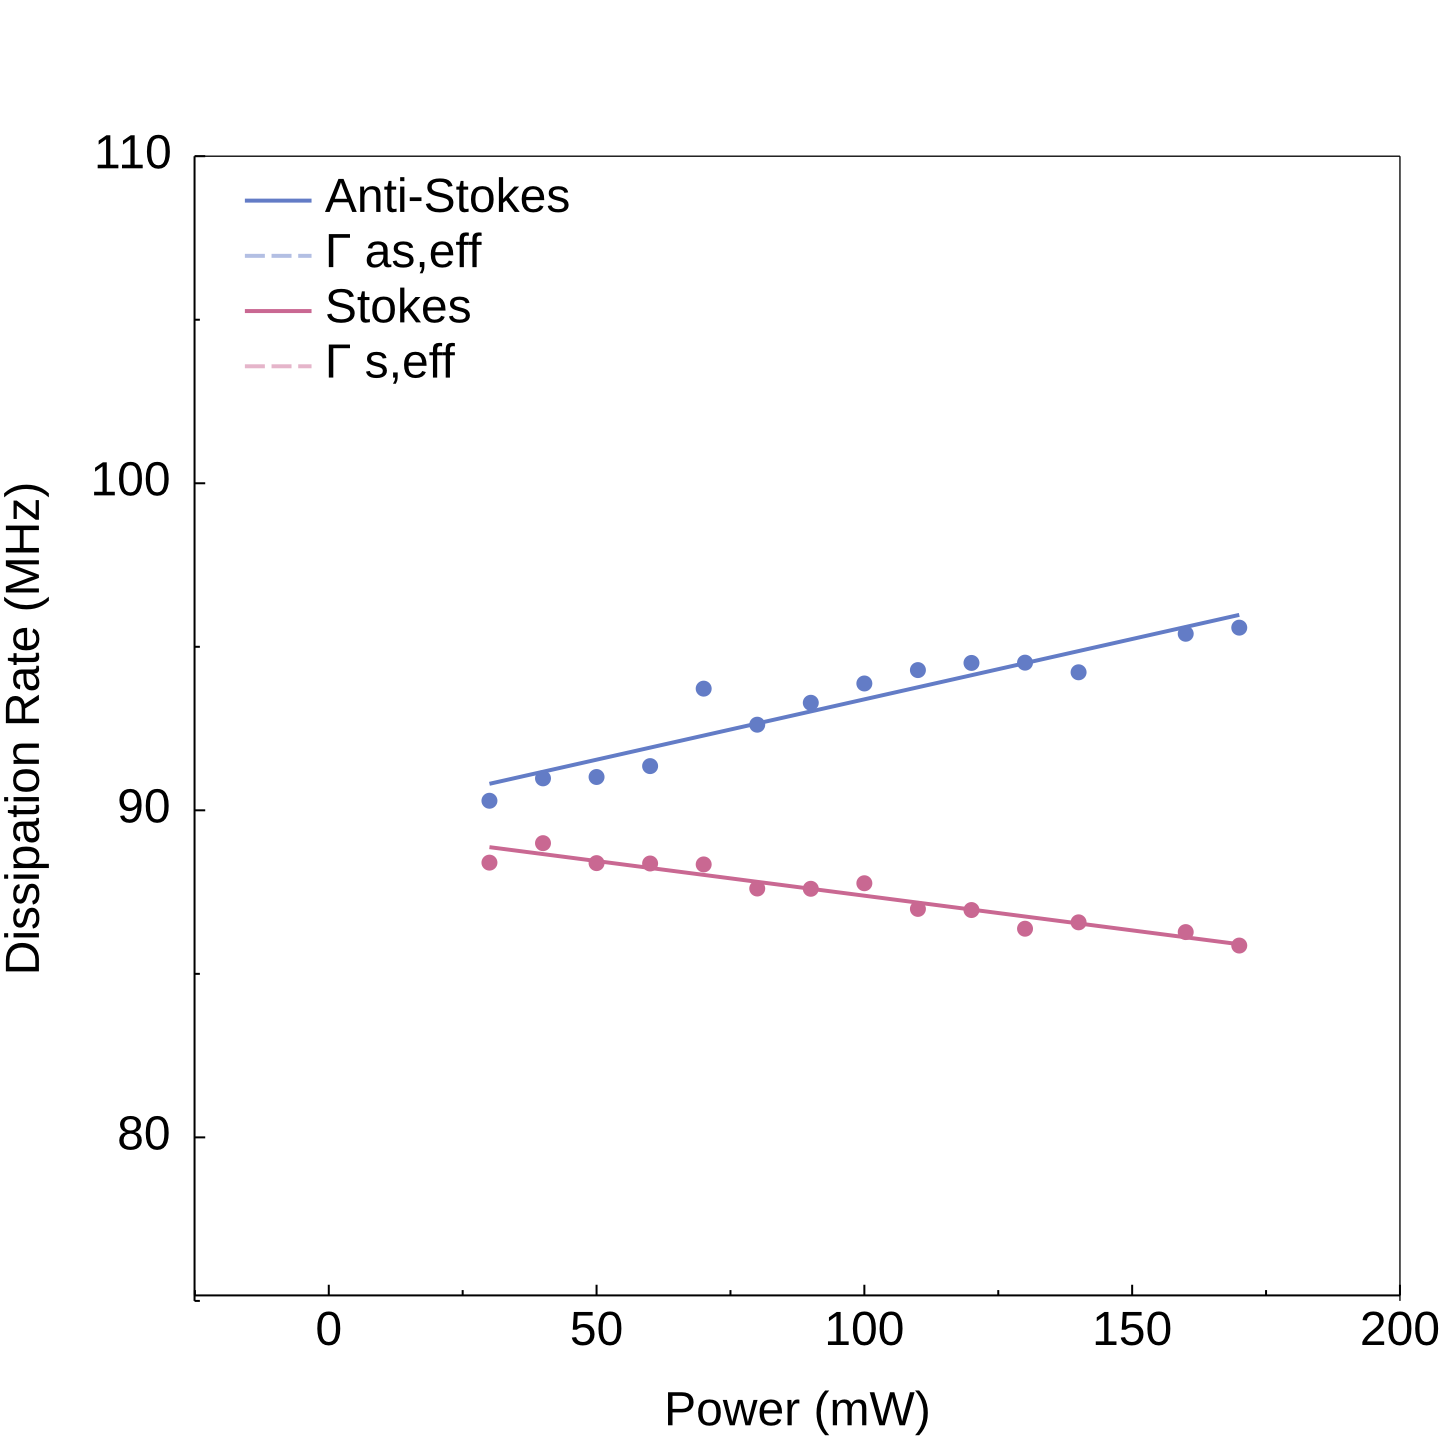 110
Anti-Stokes
Γ as,eff
Stokes
Γ s,eff
100
90
80
Dissipation Rate (MHz)
0 50 100 150 200
Power (mW)